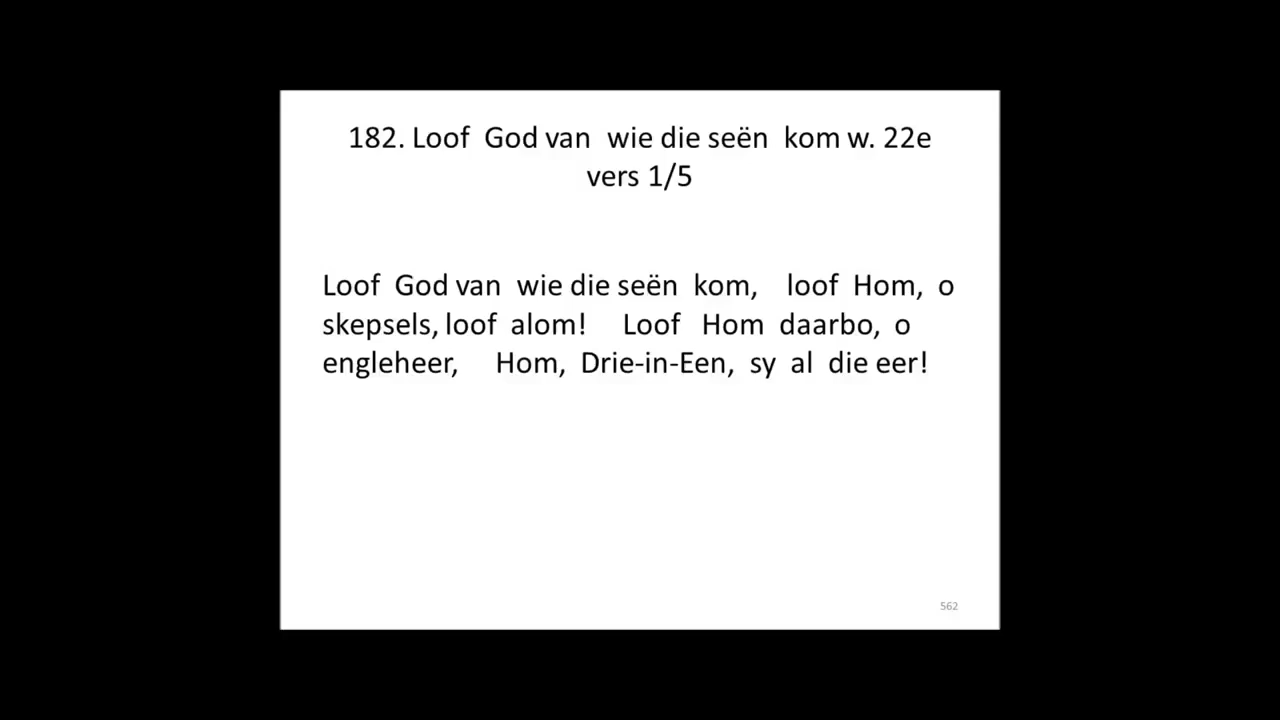 182. Loof God van wie die seën kom w. 22e
vers 1/5
Loof God van wie die seën kom, loof Hom, o
skepsels, loof alom! Loof Hom daarbo, o
engleheer, Hom, Drie-in-Een, sy al die eer!
562